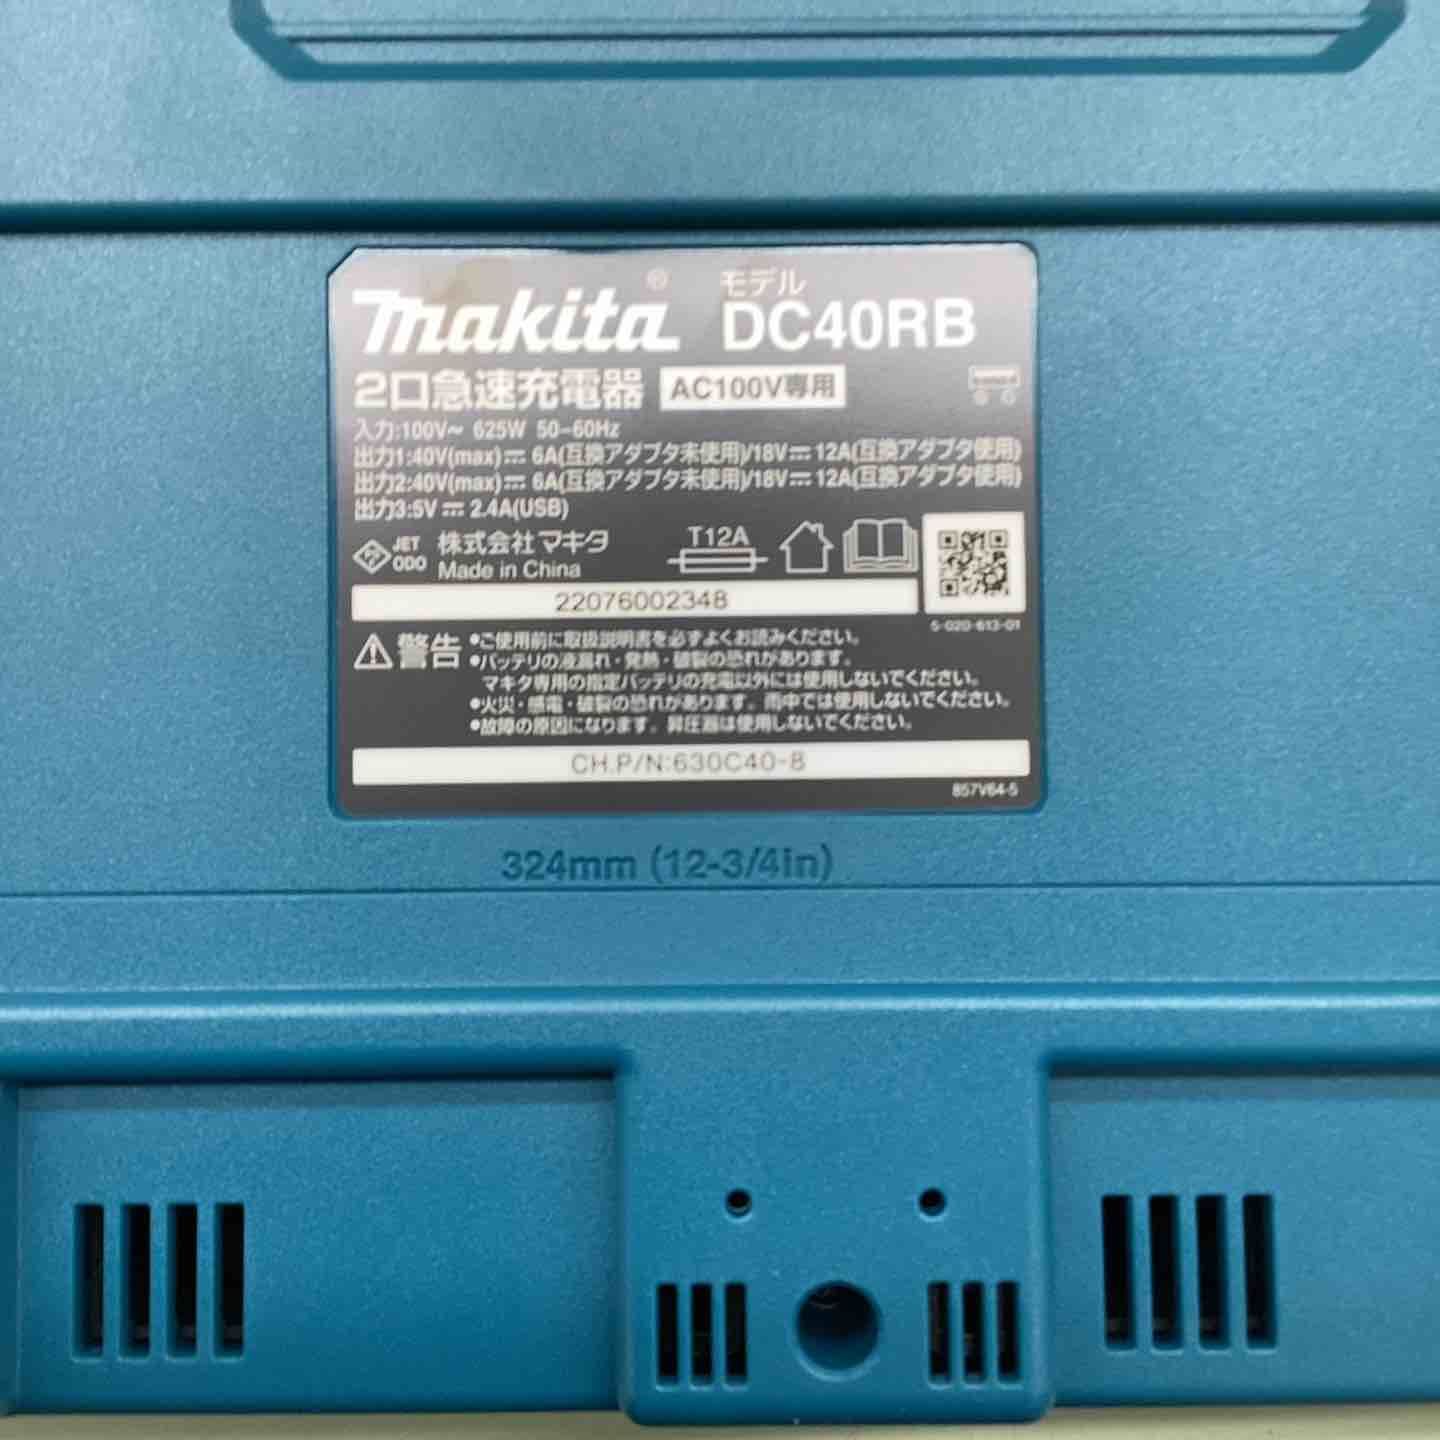 makita®
モデル
DC40RB
2口急速充電器 AC100V専用
入力:100V~ 625W 50-60Hz
出力1:40V(max)⎓ 6A(互換アダプタ未使用)/18V⎓12A(互換アダプタ使用)
出力2:40V(max)⎓ 6A(互換アダプタ未使用)/18V⎓12A(互換アダプタ使用)
出力3:5V⎓ 2.4A(USB)
PS
E
JET
ODO
株式会社マキタ
Made in China
T12A
22076002348
5-020-613-01
警告
•ご使用前に取扱説明書を必ずよくお読みください。
•バッテリの液漏れ・発熱・破裂の恐れがあります。
マキタ専用の指定バッテリの充電以外には使用しないでください。
•火災・感電・破裂の恐れがあります。雨中では使用しないでください。
•故障の原因になります。昇圧器は使用しないでください。
CH.P/N:630C40-8
857V64-5
324mm (12-3/4in)